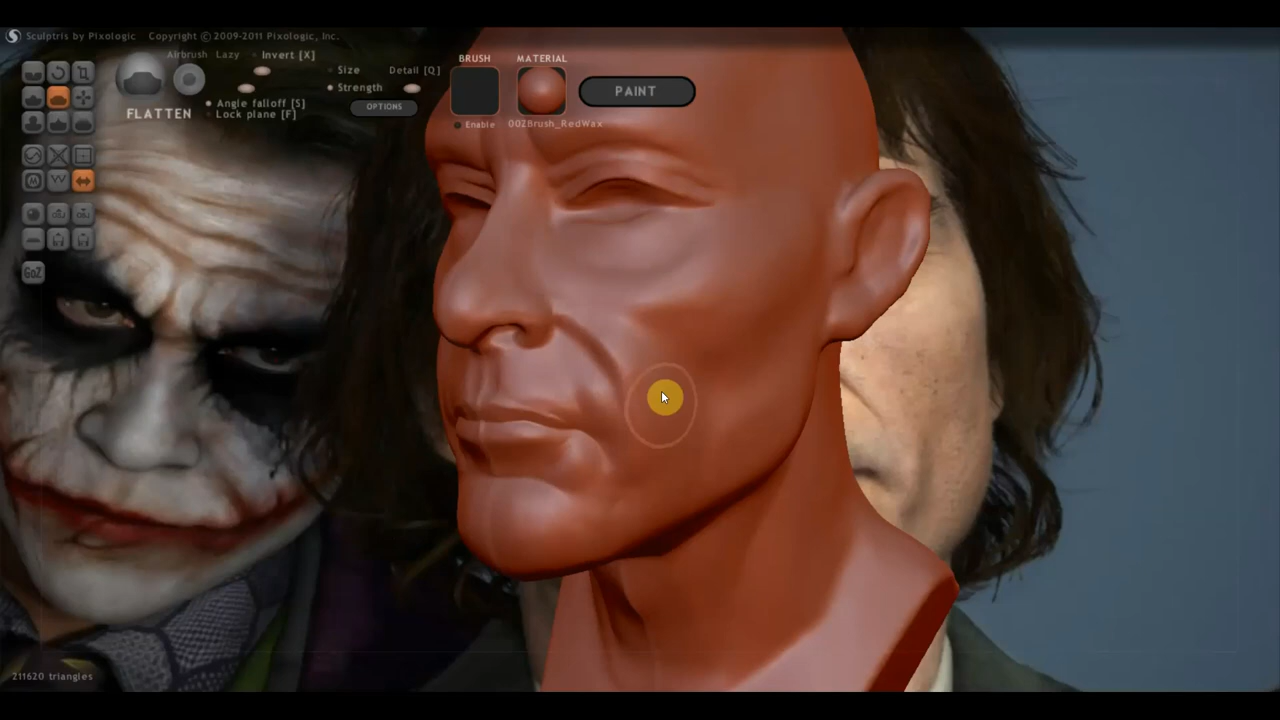 Sculptris by Pixologic Copyright © 2009-2011 Pixologic, Inc.
Airbrush Lazy Invert [X]
FLATTEN
Angle falloff [S]
Lock plane [F]
Size Detail [Q]
Strength
OPTIONS
BRUSH
Enable
MATERIAL
00ZBrush_RedWax
PAINT
GoZ
211620 triangles